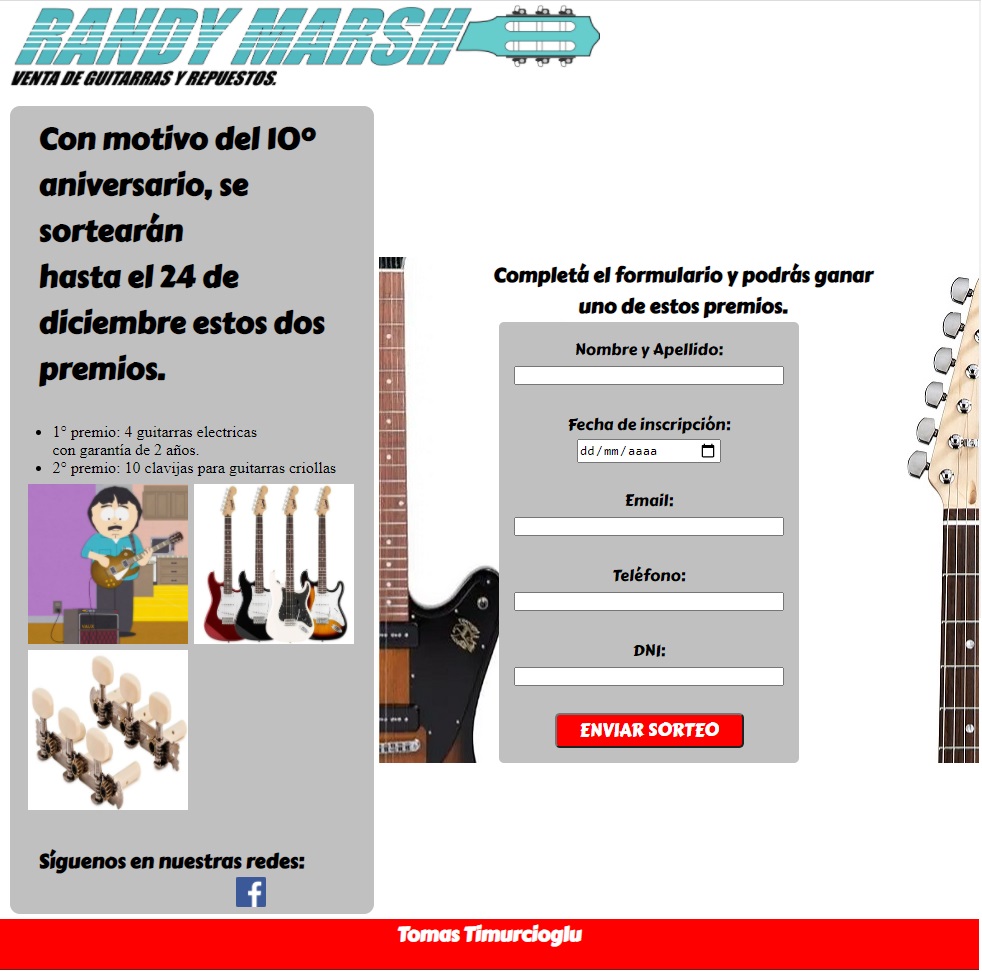 RANDY MARSH
VENTA DE GUITARRAS Y REPUESTOS.
Con motivo del 10°
aniversario, se
sortearán
hasta el 24 de
diciembre estos dos
premios.
1° premio: 4 guitarras electricas
con garantía de 2 años.
2° premio: 10 clavijas para guitarras criollas
Síguenos en nuestras redes:
Completá el formulario y podrás ganar
uno de estos premios.
Nombre y Apellido:
Fecha de inscripción:
dd/mm/aaaa
Email:
Teléfono:
DNI:
ENVIAR SORTEO
Tomas Timurcioglu